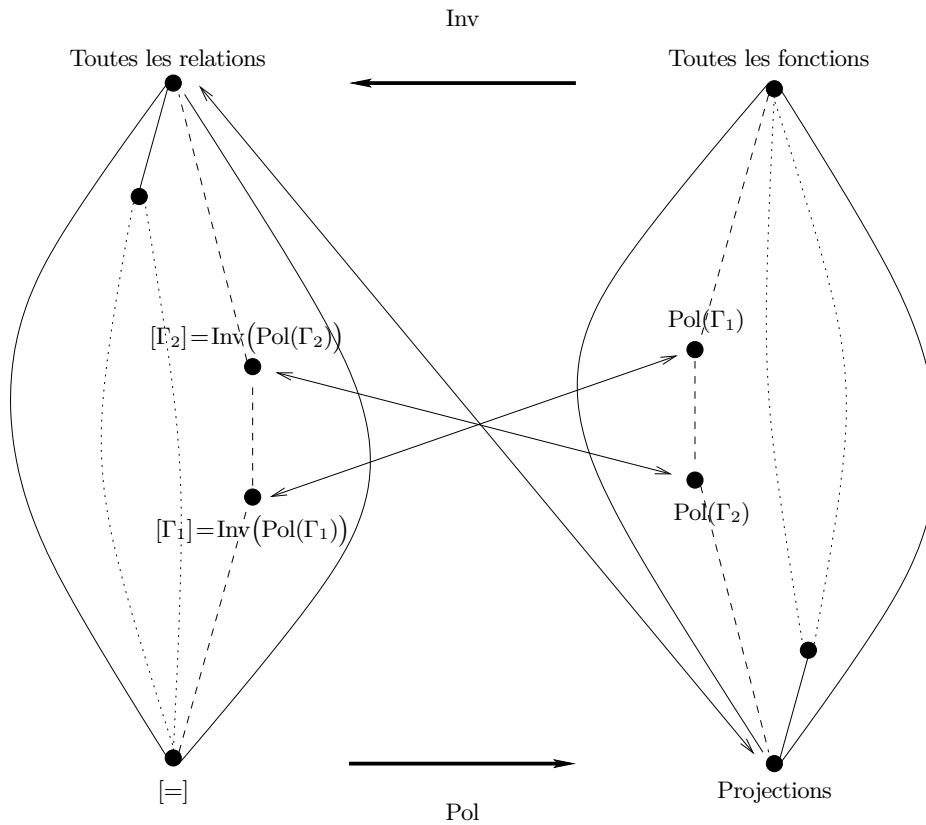 Inv
Toutes les relations
Toutes les fonctions
Pol(Γ₁)
[Γ₂]=Inv(Pol(Γ₂))
[Γ₁]=Inv(Pol(Γ₁))
Pol(Γ₂)
[=]
Projections
Pol